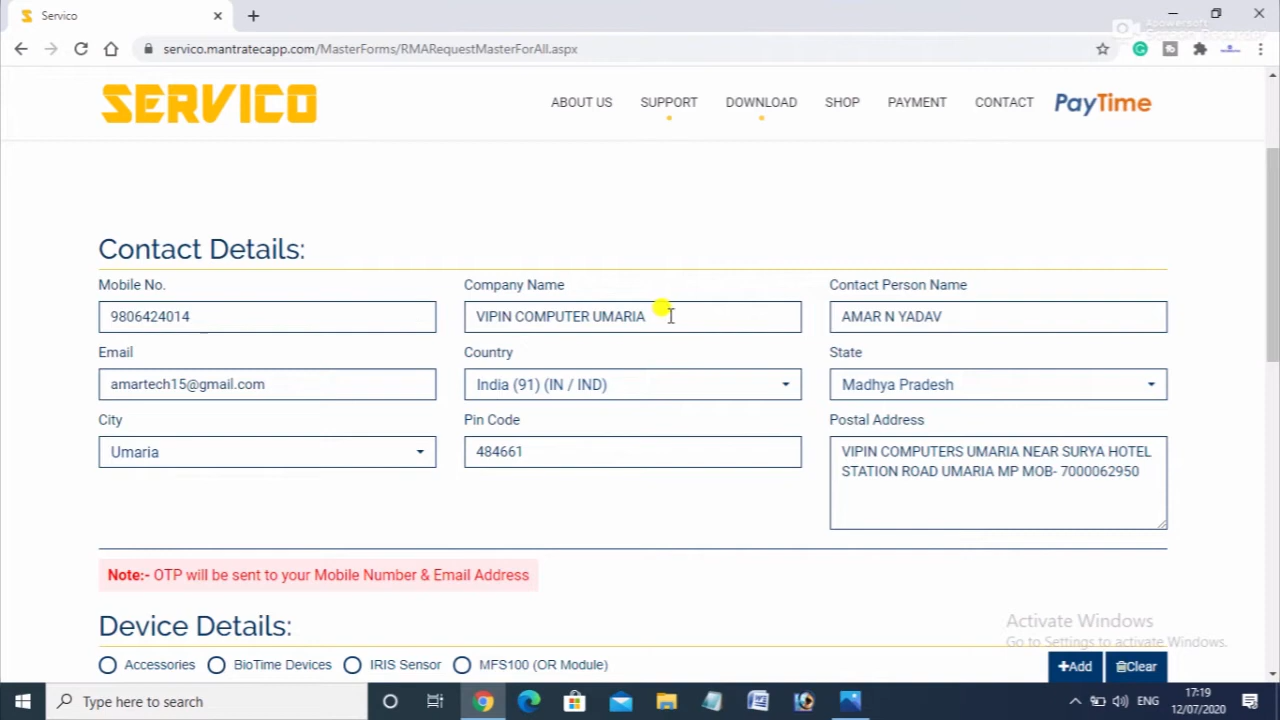 Servico
servico.mantratecapp.com/MasterForms/RMARequestMasterForAll.aspx
Apowersoft
Screen Recorder
SERVICO
ABOUT US SUPPORT DOWNLOAD SHOP PAYMENT CONTACT PayTime
Contact Details:
Mobile No. Company Name Contact Person Name
9806424014 VIPIN COMPUTER UMARIA AMAR N YADAV
Email Country State
amartech15@gmail.com India (91) (IN / IND) Madhya Pradesh
City Pin Code Postal Address
Umaria 484661 VIPIN COMPUTERS UMARIA NEAR SURYA HOTEL
STATION ROAD UMARIA MP MOB- 7000062950
Note:- OTP will be sent to your Mobile Number & Email Address
Device Details:
Activate Windows
Go to Settings to activate Windows.
Accessories BioTime Devices IRIS Sensor MFS100 (OR Module) +Add Clear
Type here to search ENG 17:19
12/07/2020